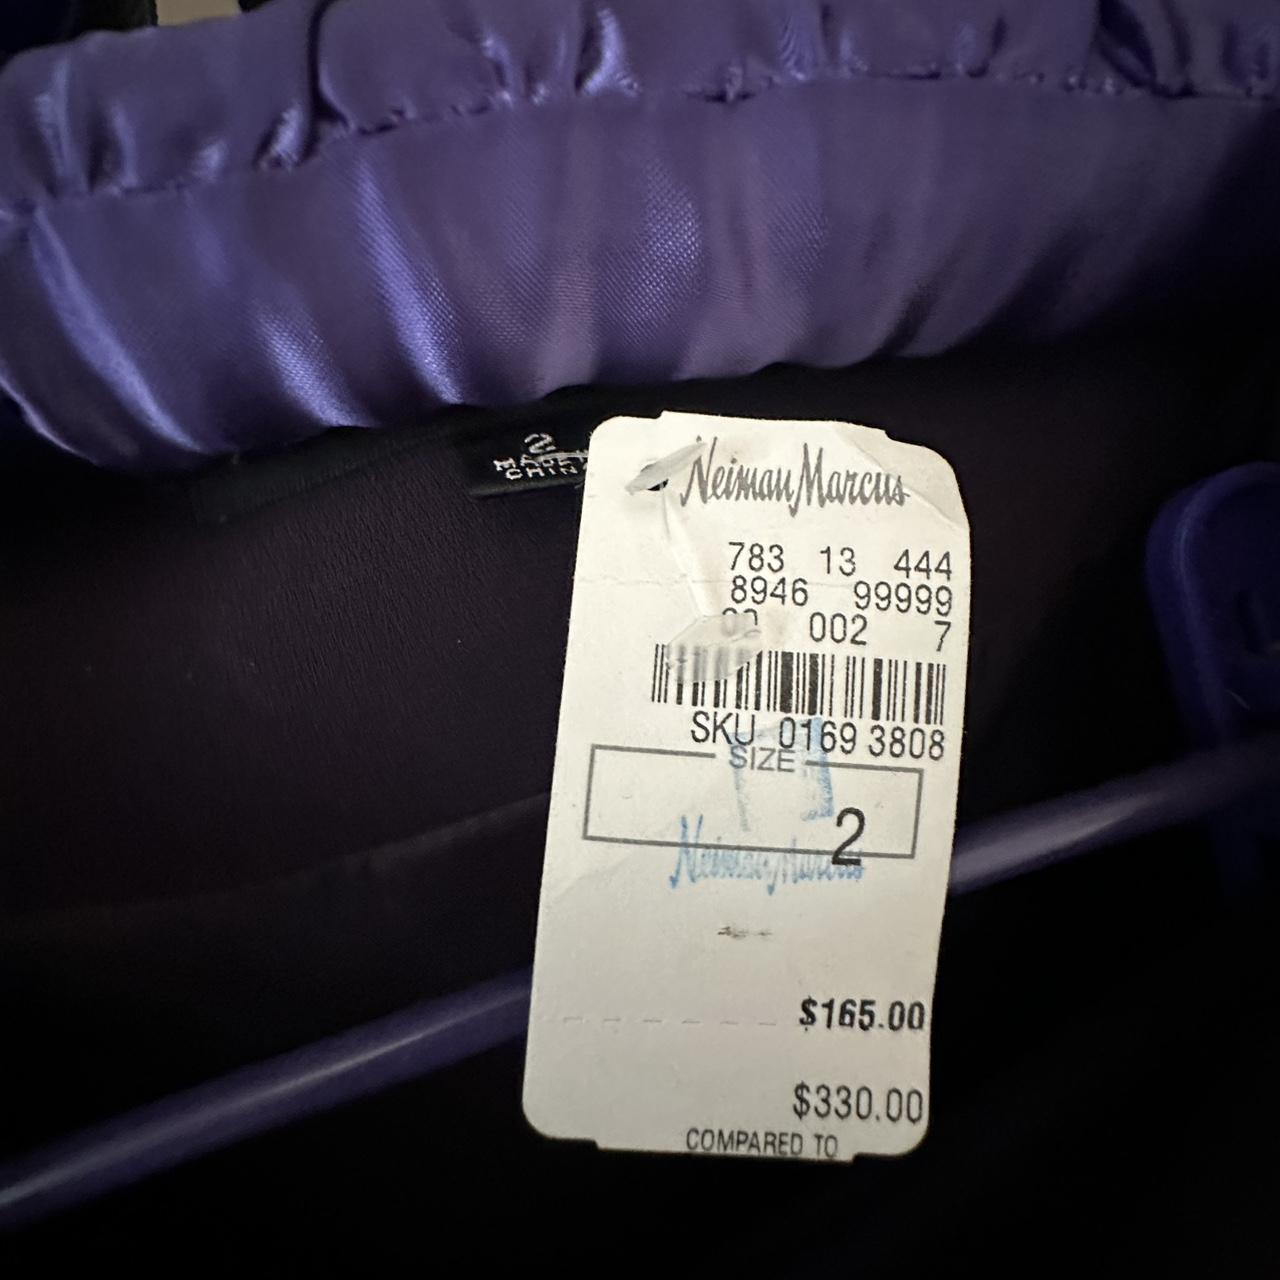 2
MADE
CHIN
Neiman Marcus
783 13 444
8946 99999
002 7
SKU 0169 3808
SIZE
2
Neiman Marcus
$165.00
$330.00
COMPARED TO